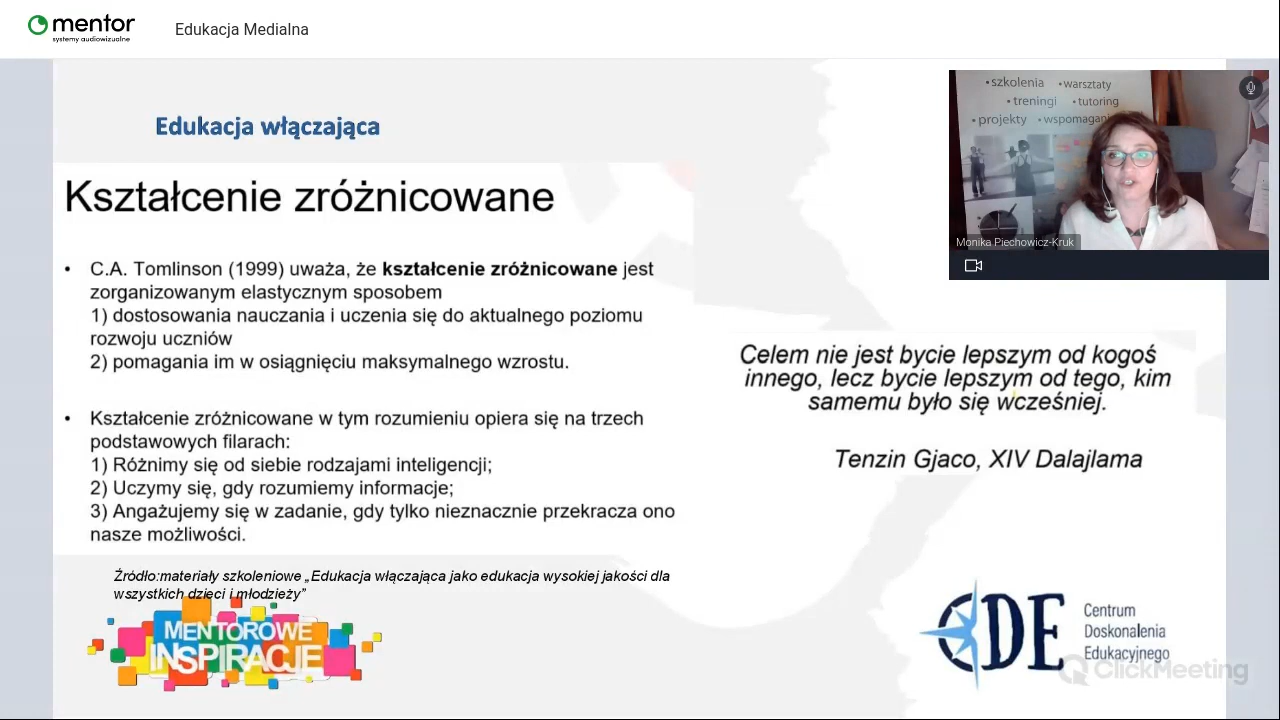 mentor
systemy audiowizualne
Edukacja Medialna
Edukacja włączająca
Kształcenie zróżnicowane
• C.A. Tomlinson (1999) uważa, że kształcenie zróżnicowane jest
zorganizowanym elastycznym sposobem
1) dostosowania nauczania i uczenia się do aktualnego poziomu
rozwoju uczniów
2) pomagania im w osiągnięciu maksymalnego wzrostu.
• Kształcenie zróżnicowane w tym rozumieniu opiera się na trzech
podstawowych filarach:
1) Różnimy się od siebie rodzajami inteligencji;
2) Uczymy się, gdy rozumiemy informacje;
3) Angażujemy się w zadanie, gdy tylko nieznacznie przekracza ono
nasze możliwości.
Źródło:materiały szkoleniowe „Edukacja włączająca jako edukacja wysokiej jakości dla
wszystkich dzieci i młodzieży”
MENTOROWE
INSPIRACJE
•szkolenia •warsztaty
•treningi •tutoring
•projekty •wspomagani
Monika Piechowicz-Kruk
Celem nie jest bycie lepszym od kogoś
innego, lecz bycie lepszym od tego, kim
samemu było się wcześniej.
Tenzin Gjaco, XIV Dalajlama
CDE
Centrum
Doskonalenia
Edukacyjnego
ClickMeeting